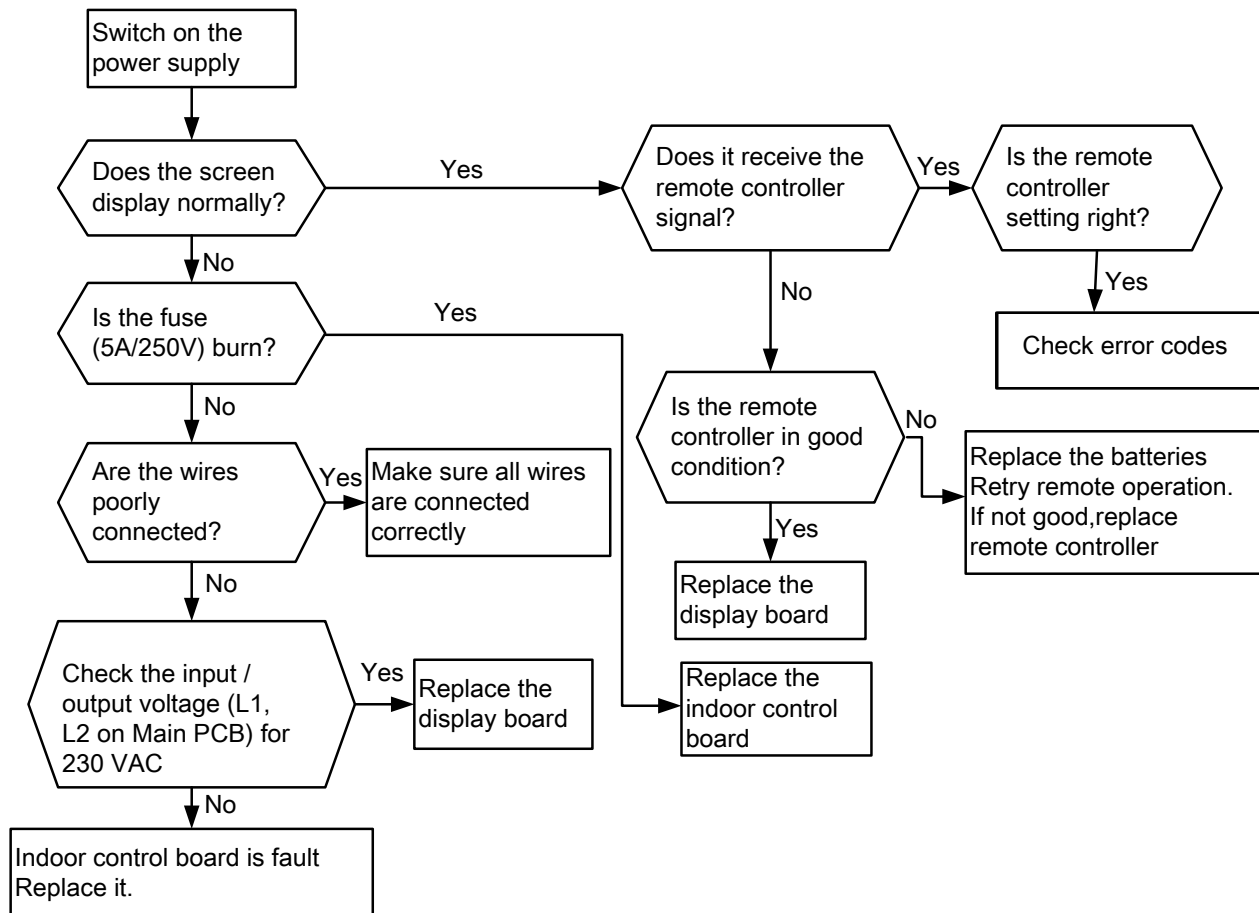 Switch on the
power supply
Does the screen
display normally?
Yes
Does it receive the
remote controller
signal?
Yes
Is the remote
controller
setting right?
No
No
Yes
Is the fuse
(5A/250V) burn?
Yes
Check error codes
No
Is the remote
controller in good
condition?
No
Are the wires
poorly
connected?
Yes
Make sure all wires
are connected
correctly
Replace the batteries
Retry remote operation.
If not good,replace
remote controller
Yes
No
Replace the
display board
Check the input /
output voltage (L1,
L2 on Main PCB) for
230 VAC
Yes
Replace the
display board
Replace the
indoor control
board
No
Indoor control board is fault
Replace it.